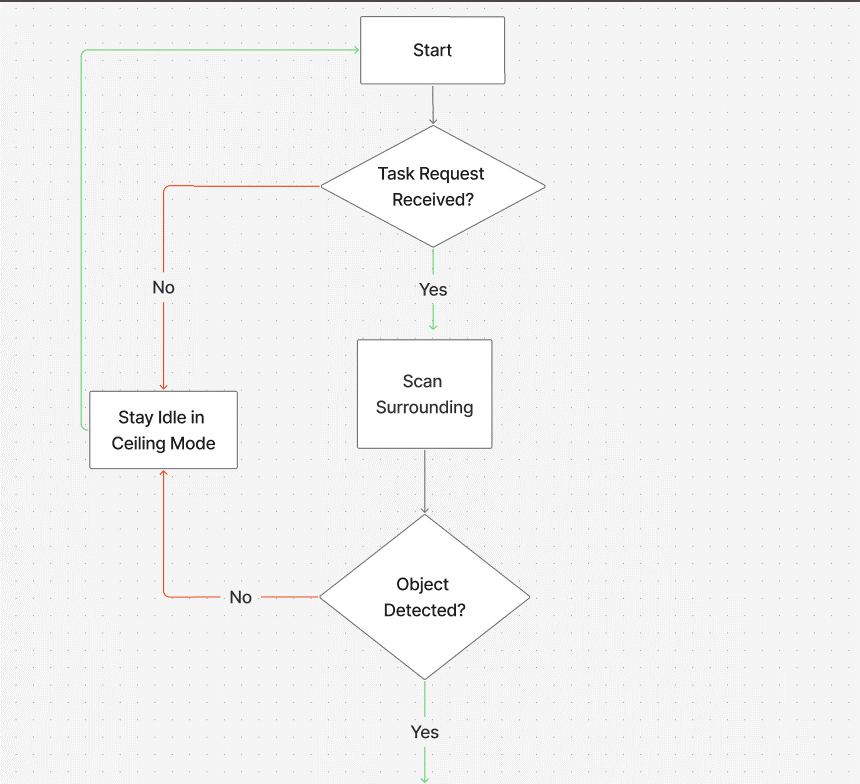 Start
Task Request
Received?
No
Yes
Scan
Surrounding
Stay Idle in
Ceiling Mode
Object
Detected?
No
Yes